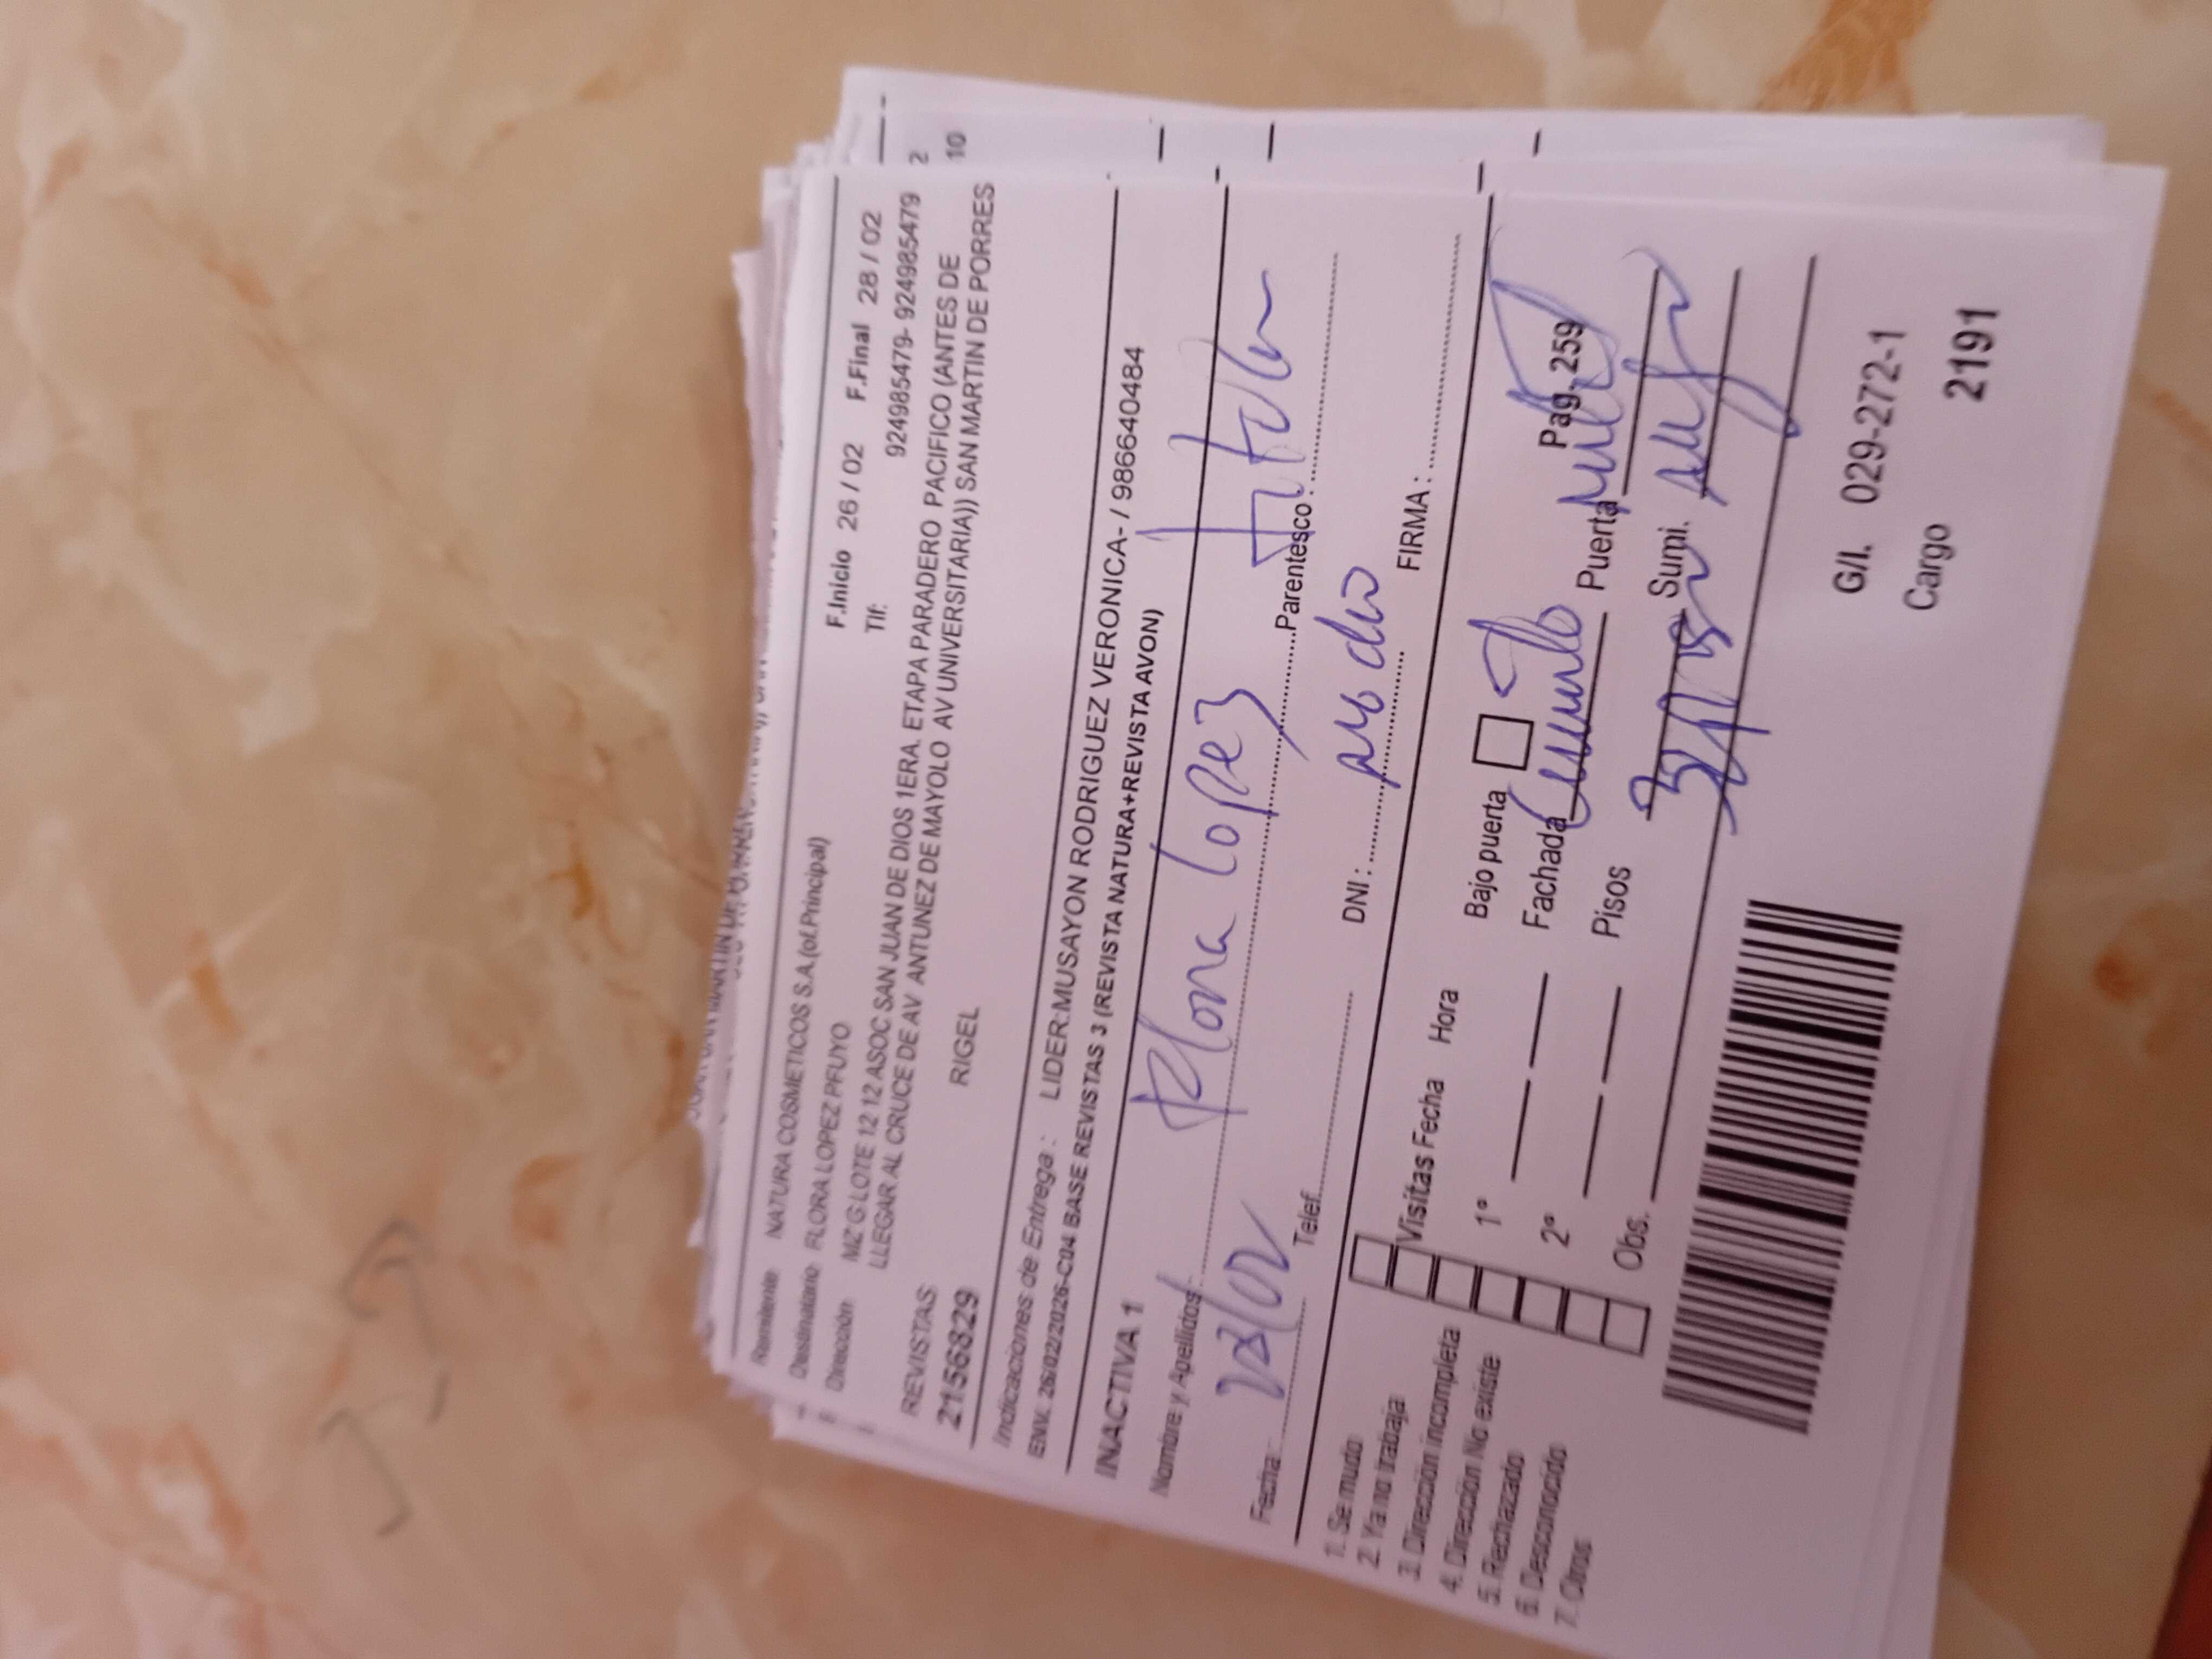 Remitente NATURA COSMETICOS S.A.(of.Principal) F.Inicio 26 / 02 F.Final 28 / 02
Destinatario FLORA LOPEZ PFUYO Tlf: 924985479- 924985479
Dirección MZ G LOTE 12 12 ASOC SAN JUAN DE DIOS 1ERA. ETAPA PARADERO PACIFICO (ANTES DE
LLEGAR AL CRUCE DE AV ANTUNEZ DE MAYOLO AV UNIVERSITARIA)) SAN MARTIN DE PORRES
REVISTAS
2156829 RIGEL
Indicaciones de Entrega : LIDER:MUSAYON RODRIGUEZ VERONICA- / 986640484
ENV. 26/02/2026-C04 BASE REVISTAS 3 (REVISTA NATURA+REVISTA AVON)
INACTIVA 1
Nombre y Apellidos: Flora Lopez
Fecha: Parentesco :
Telef. DNI : FIRMA :
1. Se mudo
2. Ya no trabaja
3. Dirección incompleta
4. Dirección No existe
5. Rechazado
6. Desconocido
7. Otros
Visitas Fecha Hora Bajo puerta Pag. 259
1º Fachada Puerta
2º Pisos Sumi.
Obs.
G/I. 029-272-1
Cargo
2191
2
10